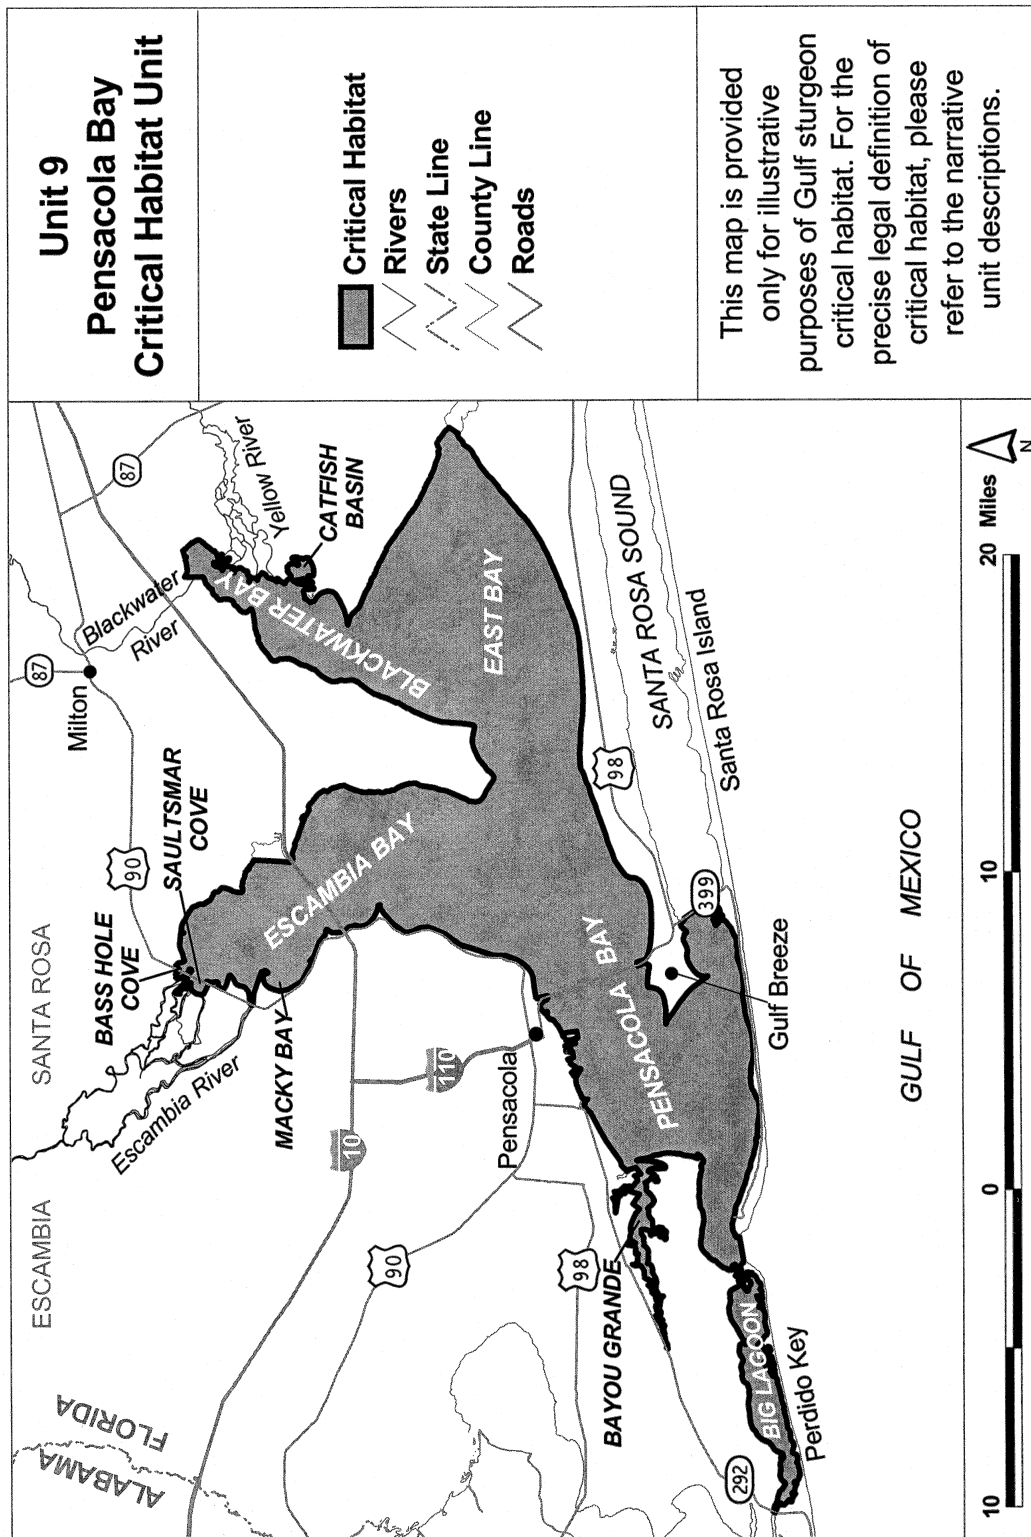 Unit 9
Pensacola Bay
Critical Habitat Unit
Critical Habitat
Rivers
State Line
County Line
Roads
This map is provided
only for illustrative
purposes of Gulf sturgeon
critical habitat. For the
precise legal definition of
critical habitat, please
refer to the narrative
unit descriptions.
ALABAMA
FLORIDA
ESCAMBIA
SANTA ROSA
Escambia River
BASS HOLE
COVE
SAULTSMAR
COVE
MACKY BAY
90
Milton
87
87
Blackwater
River
Yellow River
CATFISH
BASIN
BLACKWATER BAY
ESCAMBIA BAY
EAST BAY
10
110
90
Pensacola
98
98
BAYOU GRANDE
PENSACOLA BAY
SANTA ROSA SOUND
Santa Rosa Island
399
Gulf Breeze
BIG LAGOON
Perdido Key
292
GULF OF MEXICO
10
0
10
20
Miles
N